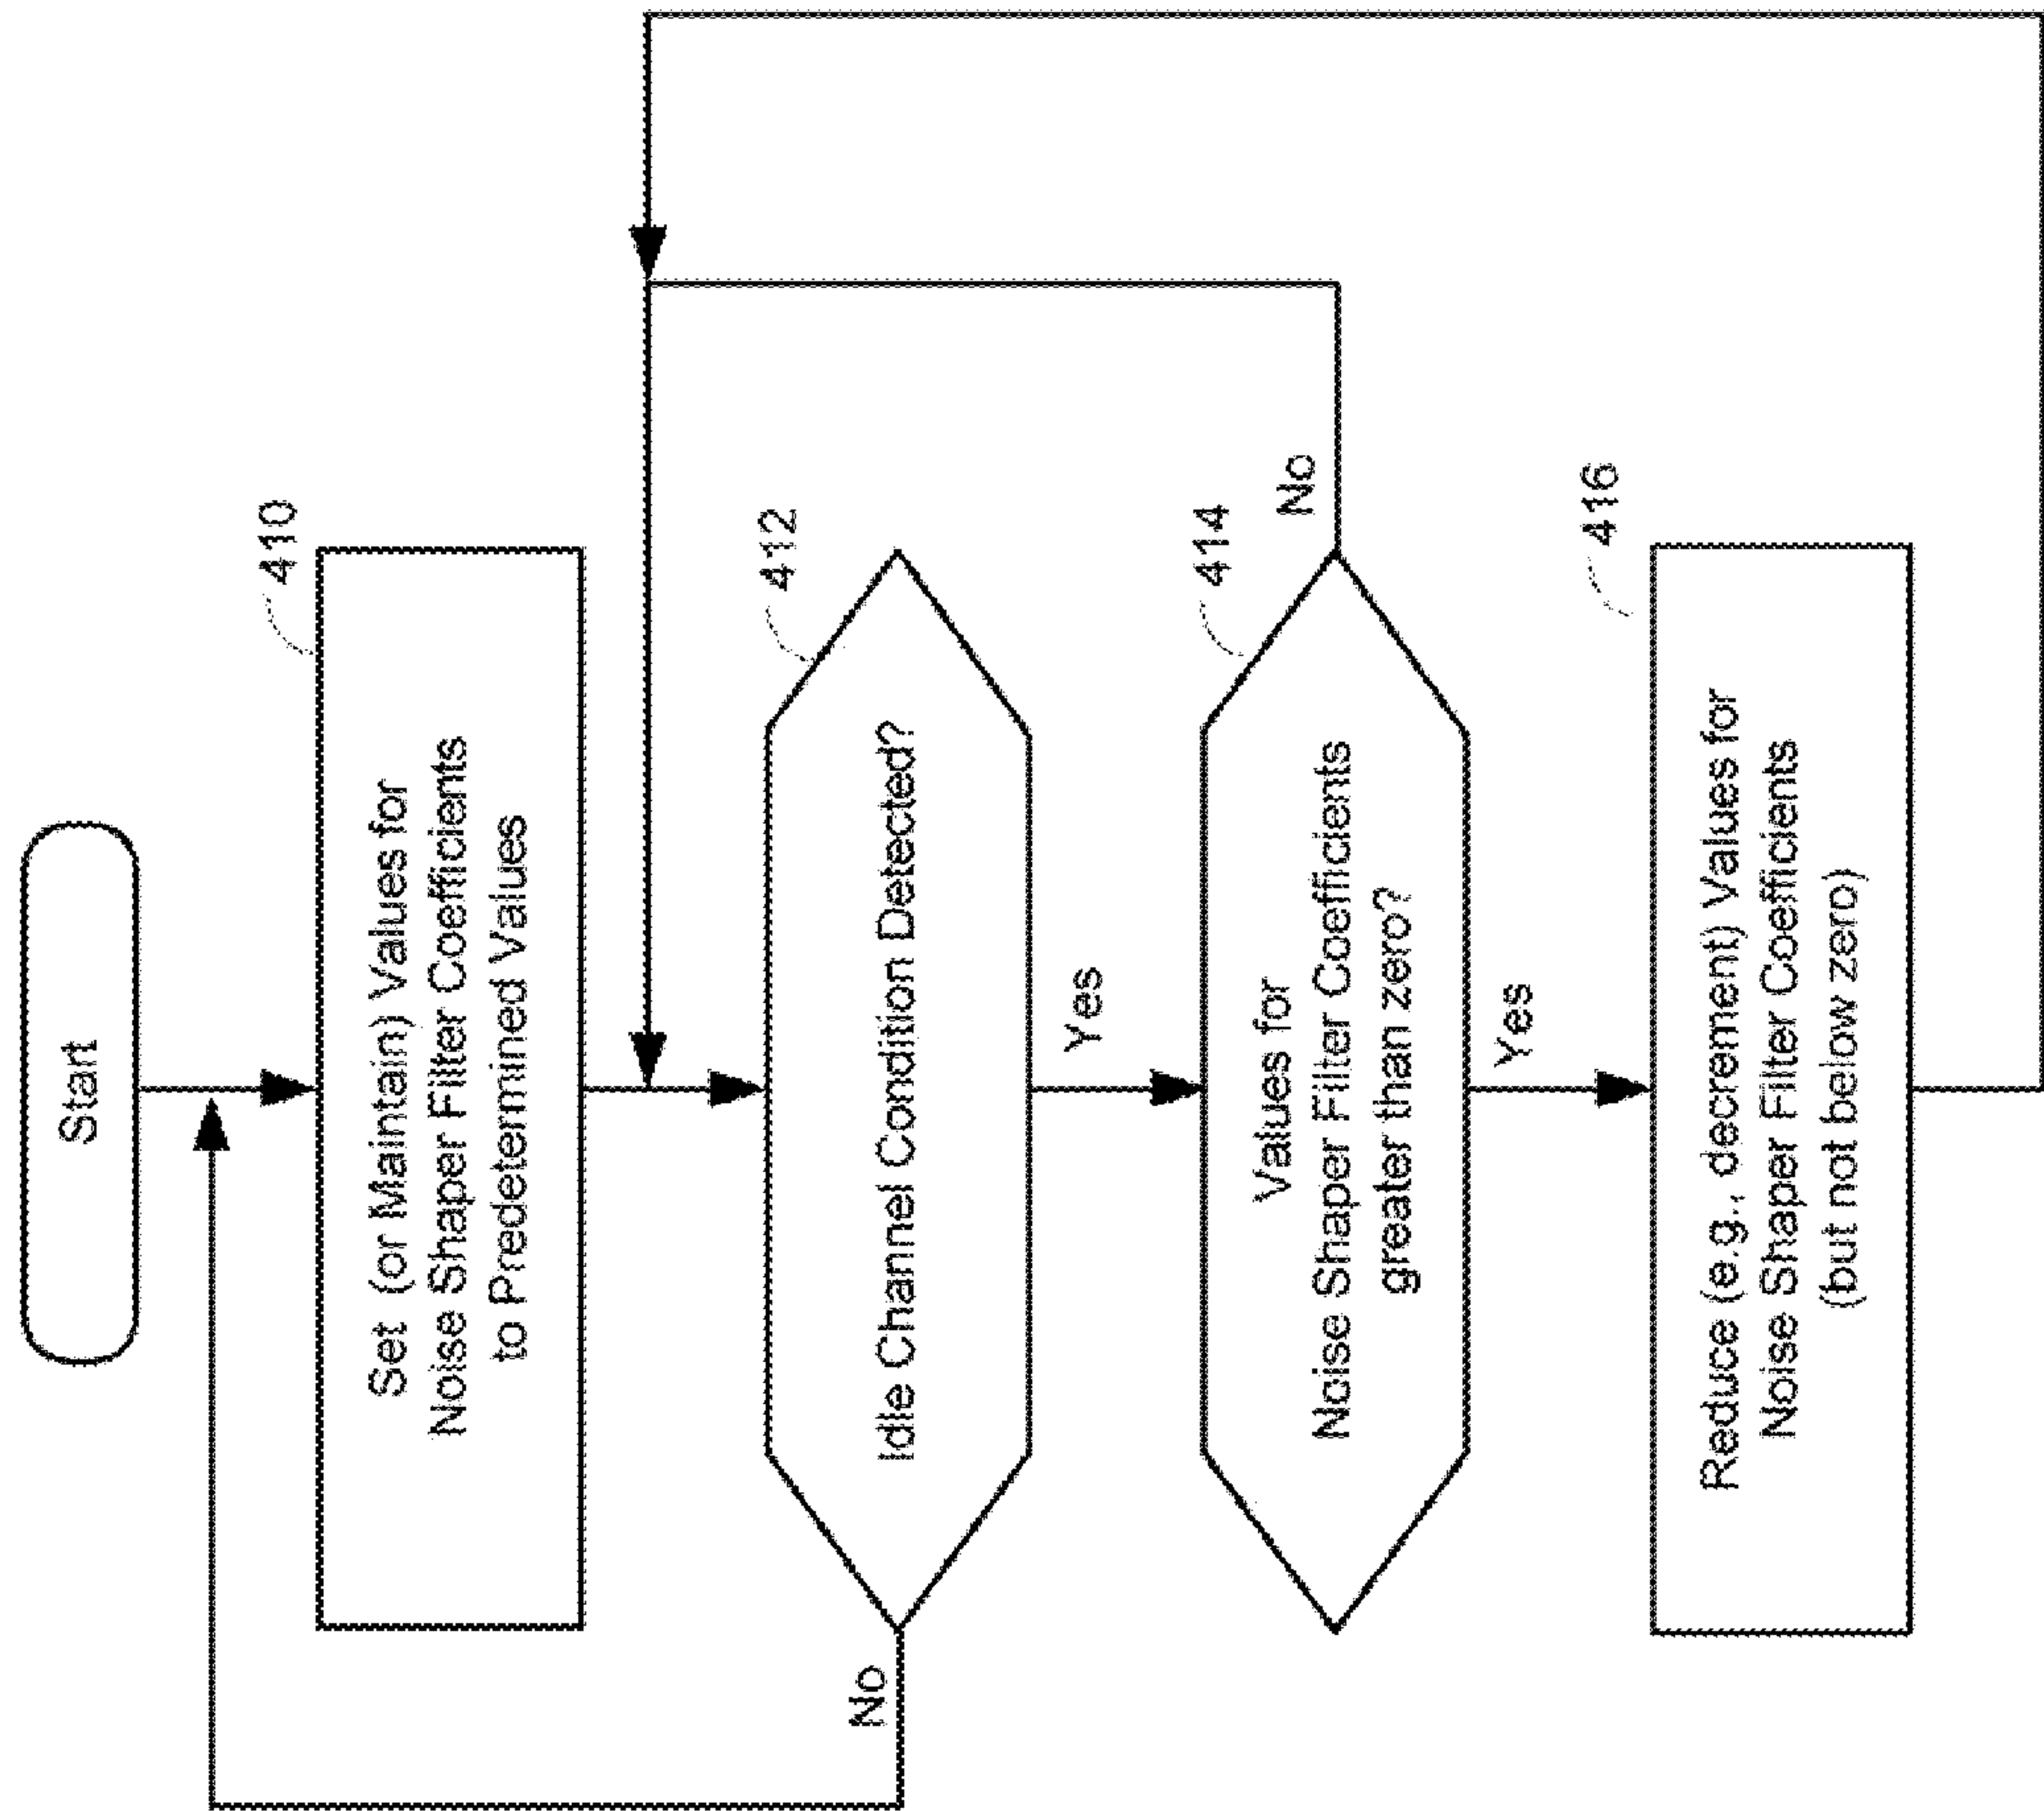 Start
410
Set (or Maintain) Values for
Noise Shaper Filter Coefficients
to Predetermined Values
412
Idle Channel Condition Detected?
No
Yes
414
Values for
Noise Shaper Filter Coefficients
greater than zero?
No
Yes
416
Reduce (e.g., decrement) Values for
Noise Shaper Filter Coefficients
(but not below zero)